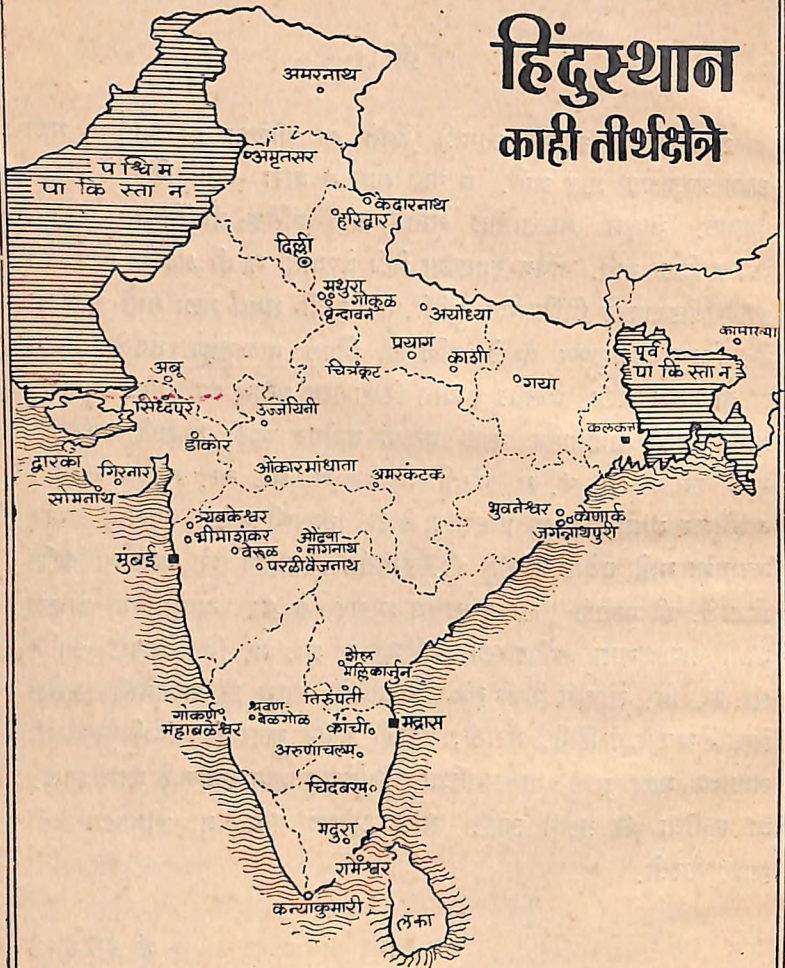 हिंदुस्थान
काही तीर्थक्षेत्रे
अमरनाथ
अमृतसर
पश्चिम
पाकिस्तान
केदारनाथ
हरिद्वार
दिल्ली
मथुरा
गोकुळ
वृन्दावन
अयोध्या
प्रयाग
काशी
चित्रकूट
गया
कामाख्या
पूर्व
पाकिस्तान
अबू
सिध्दपूर
उज्जयिनी
कलकत्ता
डाकोर
द्वारका
गिरनार
सोमनाथ
ओंकारमांधाता
अमरकंटक
भुवनेश्वर
कोणार्क
जगन्नाथपुरी
त्र्यंबकेश्वर
भीमाशंकर
वेरूळ
औंढ्या
नागनाथ
परळीवैजनाथ
मुंबई
शैल
मल्लिकार्जुन
तिरुपती
गोकर्ण
महाबळेश्वर
श्रवण
बेळगोळ
कांची
मद्रास
अरुणाचलम
चिदंबरम
मदुरा
रामेश्वर
कन्याकुमारी
लंका